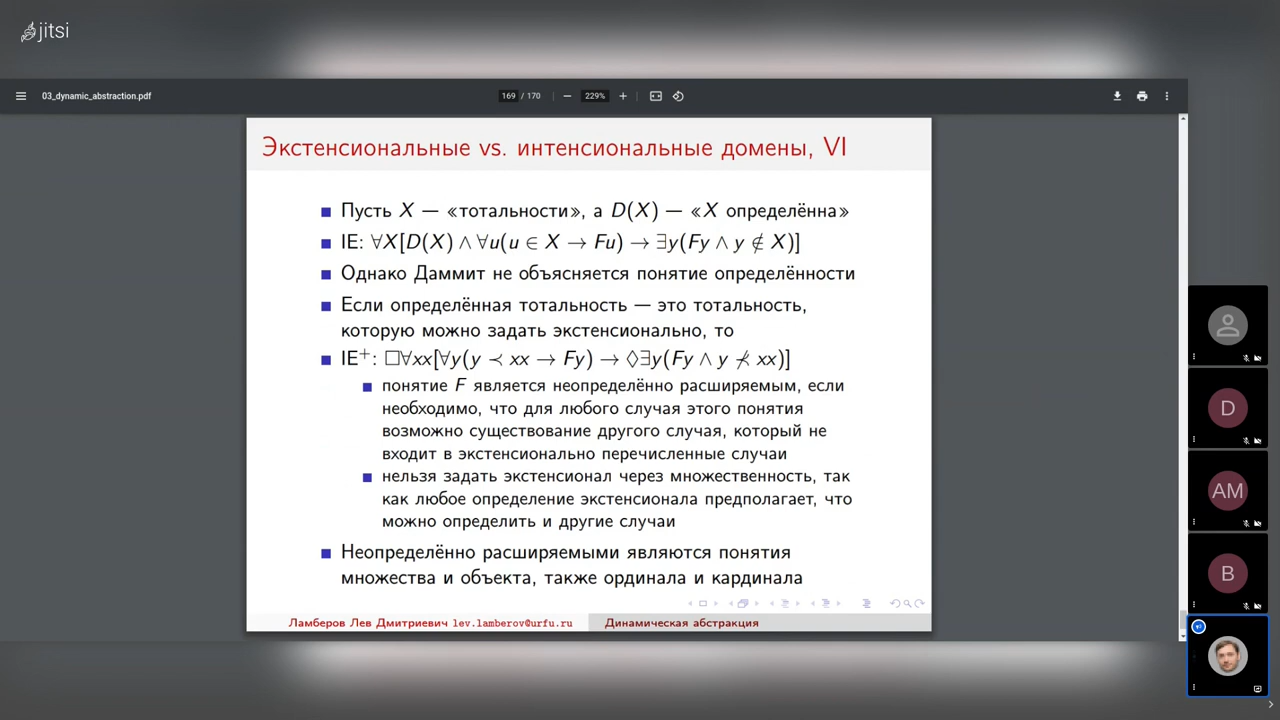 jitsi
03_dynamic_abstraction.pdf
169 / 170
229%
Экстенсиональные vs. интенсиональные домены, VI
Пусть X — «тотальности», а D(X) — «X определённа»
IE: ∀X[D(X) ∧ ∀u(u ∈ X → Fu) → ∃y(Fy ∧ y ∉ X)]
Однако Даммит не объясняется понятие определённости
Если определённая тотальность — это тотальность,
которую можно задать экстенсионально, то
IE⁺: □∀xx[∀y(y ≺ xx → Fy) → ◊∃y(Fy ∧ y ⊀ xx)]
понятие F является неопределённо расширяемым, если
необходимо, что для любого случая этого понятия
возможно существование другого случая, который не
входит в экстенсионально перечисленные случаи
нельзя задать экстенсионал через множественность, так
как любое определение экстенсионала предполагает, что
можно определить и другие случаи
Неопределённо расширяемыми являются понятия
множества и объекта, также ординала и кардинала
Ламберов Лев Дмитриевич lev.lamberov@urfu.ru
Динамическая абстракция
D
AM
B